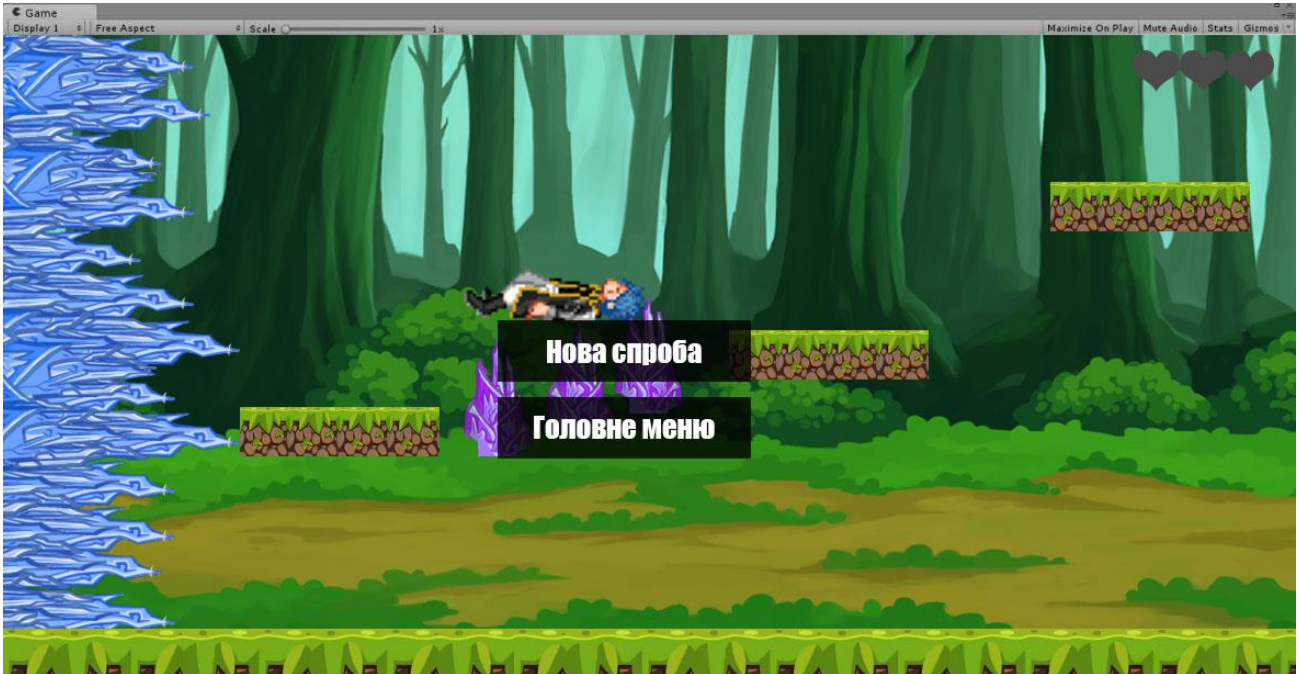 Game
Display 1 Free Aspect Scale 1x Maximize On Play Mute Audio Stats Gizmos
Нова спроба
Головне меню